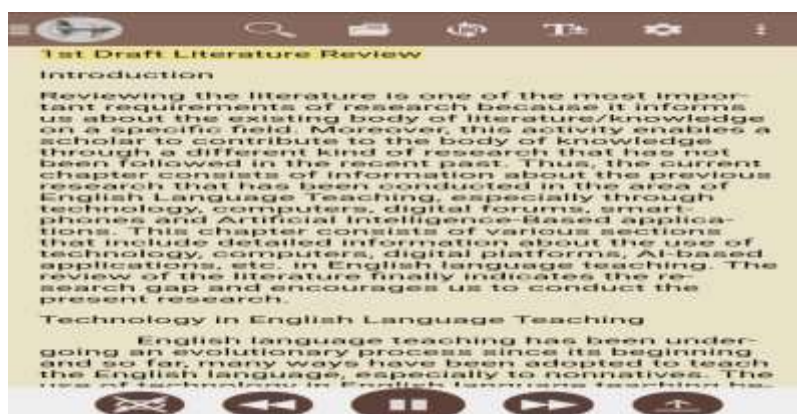 1st Draft Literature Review
Introduction
Reviewing the literature is one of the most impor-
tant requirements of research because it informs
us about the existing body of literature/knowledge
on a specific field. Moreover, this activity enables a
scholar to contribute to the body of knowledge
through a different kind of research that has not
been followed in the recent past. Thus, the current
chapter consists of information about the previous
research that has been conducted in the area of
English Language Teaching, especially through
technology, computers, digital forums, smart-
phones and Artificial Intelligence-Based applica-
tions. This chapter consists of various sections
that include detailed information about the use of
technology, computers, digital platforms, AI-based
applications, etc. in English language teaching. The
review of the literature finally indicates the re-
search gap and encourages us to conduct the
present research.
Technology in English Language Teaching
English language teaching has been under-
going an evolutionary process since its beginning
and so far, many ways have been adopted to teach
the English language, especially to nonnatives. The
use of technology in English language teaching